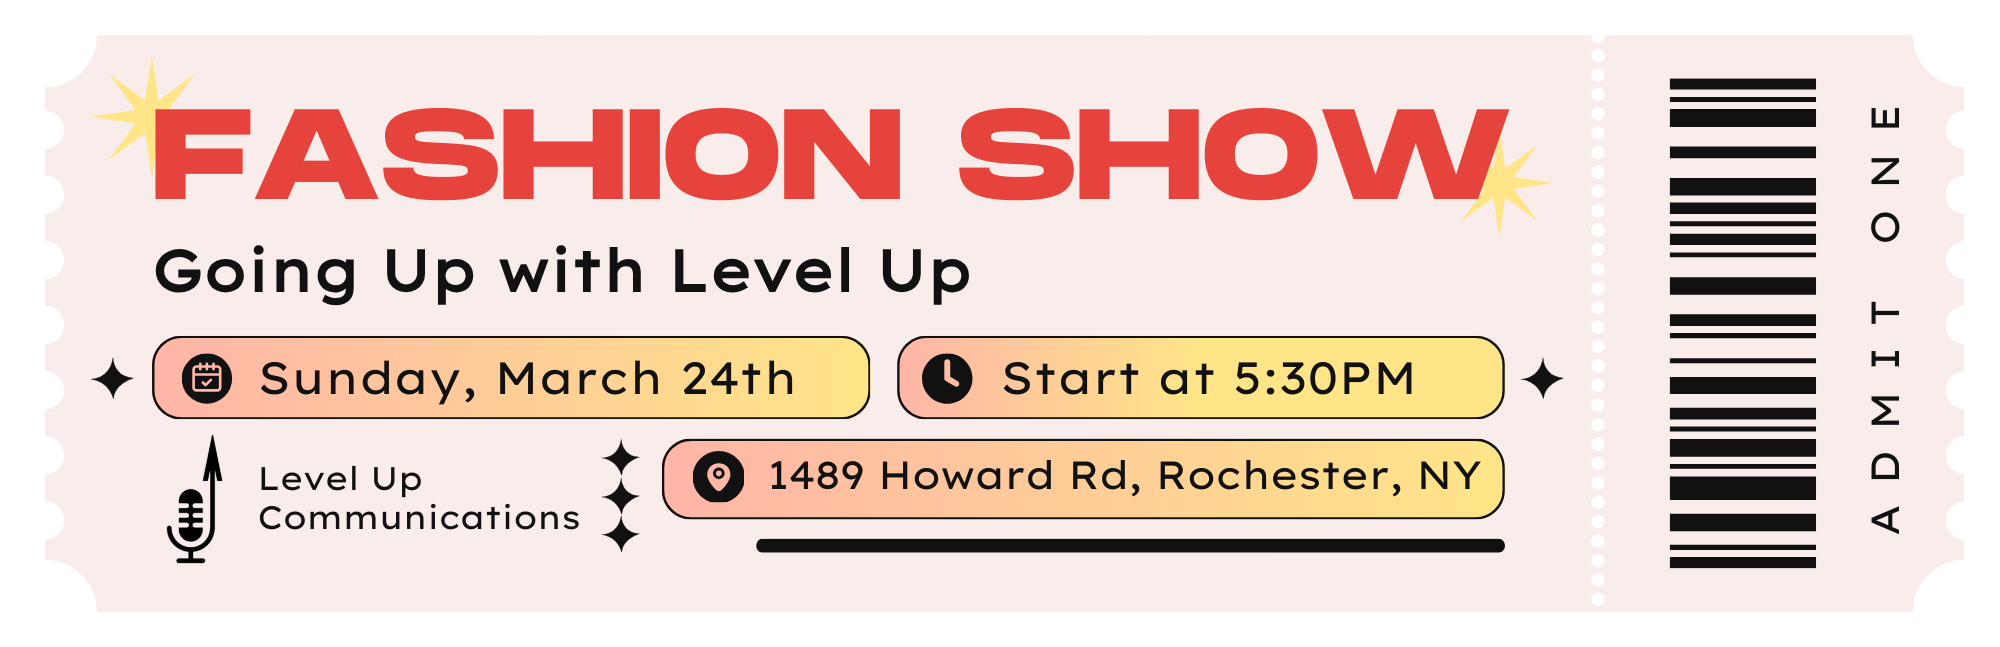 FASHION SHOW
Going Up with Level Up
Sunday, March 24th
Start at 5:30PM
Level Up
Communications
1489 Howard Rd, Rochester, NY
ADMIT ONE